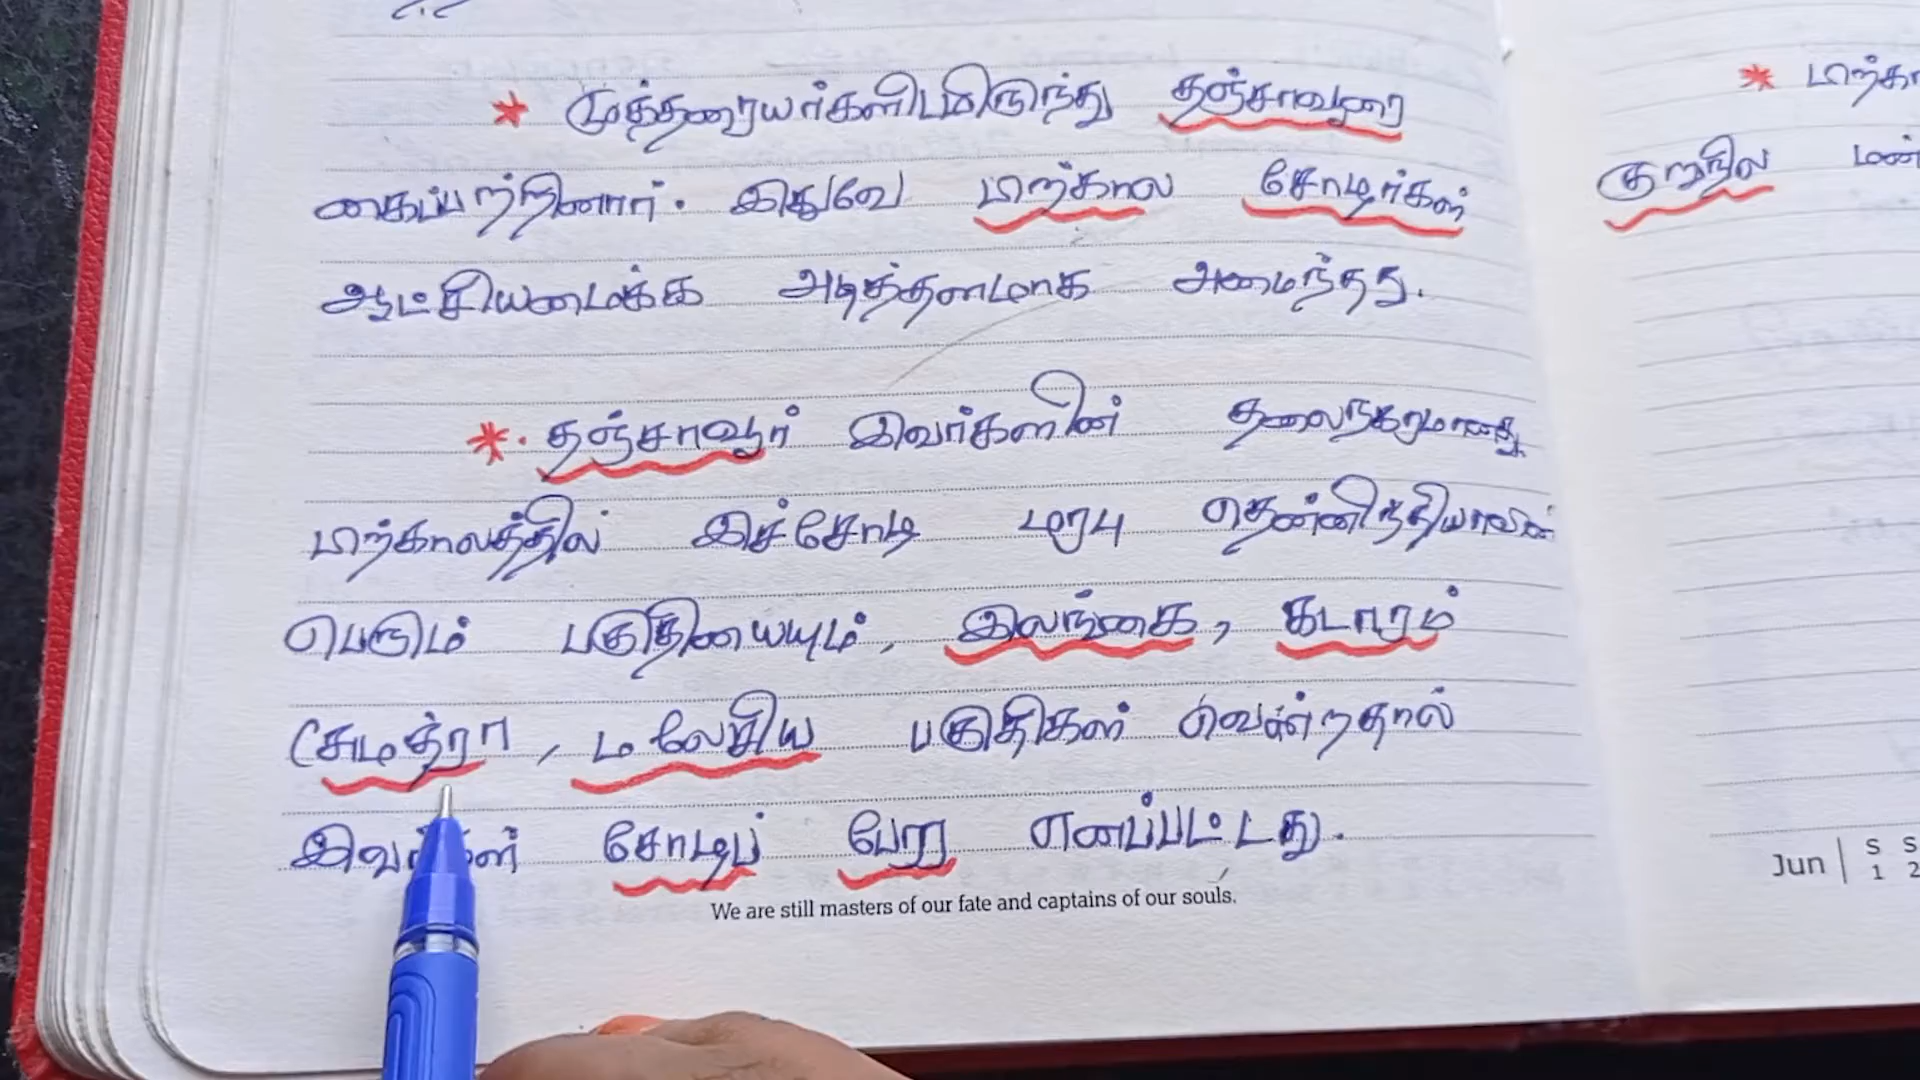 * முத்தரையர்களிடமிருந்து தஞ்சாவூரை
கைப்பற்றினார். இதுவே பிற்கால சோழர்கள்
ஆட்சியமைக்க அடித்தளமாக அமைந்தது.
*. தஞ்சாவூர் இவர்களின் தலைநகரமானது
பிற்காலத்தில் இச்சோழ மரபு தென்னிந்தியாவின்
பெரும் பகுதியையும், இலங்கை, கடாரம்
(சுமத்ரா, மலேசிய பகுதிகள் வென்றதால்
இவர்கள் சோழப் பேரரசு எனப்பட்டது.
We are still masters of our fate and captains of our souls.
* பிற்கா
குறுநில மன்
Jun | S S
1 2